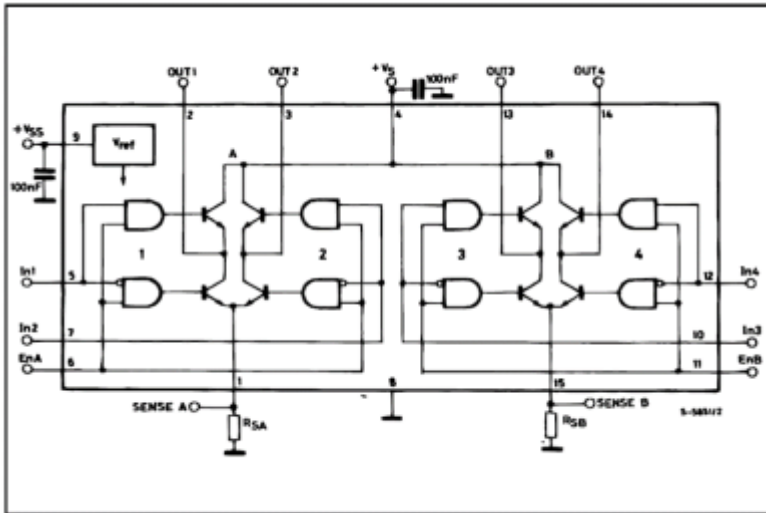 OUT1
OUT2
+VS
100nF
OUT3
OUT4
2
3
4
13
14
+VSS
9
Vref
A
B
100nF
1
2
3
4
In1
5
12
In4
In2
7
10
In3
EnA
6
11
EnB
1
8
15
SENSE A
SENSE B
S-5851/2
RSA
RSB